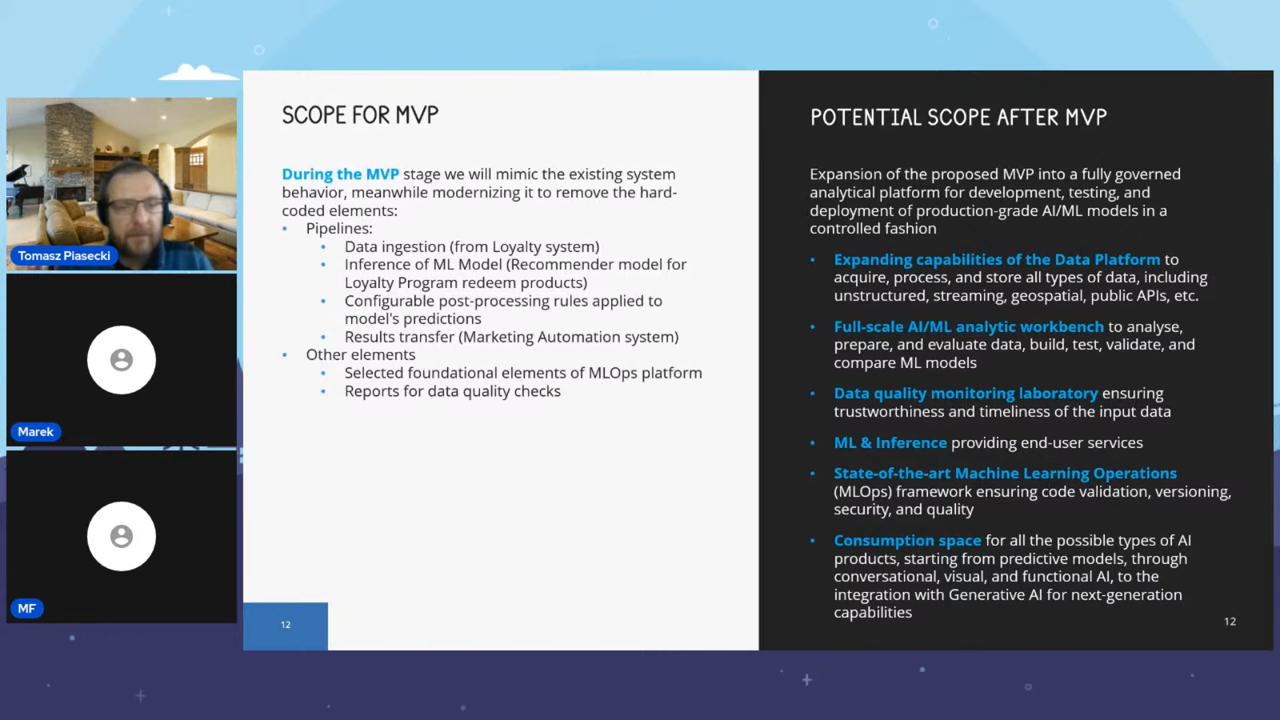 SCOPE FOR MVP
During the MVP stage we will mimic the existing system
behavior, meanwhile modernizing it to remove the hard-
coded elements:
• Pipelines:
• Data ingestion (from Loyalty system)
• Inference of ML Model (Recommender model for
Loyalty Program redeem products)
• Configurable post-processing rules applied to
model's predictions
• Results transfer (Marketing Automation system)
• Other elements
• Selected foundational elements of MLOps platform
• Reports for data quality checks
12
POTENTIAL SCOPE AFTER MVP
Expansion of the proposed MVP into a fully governed
analytical platform for development, testing, and
deployment of production-grade AI/ML models in a
controlled fashion
• Expanding capabilities of the Data Platform to
acquire, process, and store all types of data, including
unstructured, streaming, geospatial, public APIs, etc.
• Full-scale AI/ML analytic workbench to analyse,
prepare, and evaluate data, build, test, validate, and
compare ML models
• Data quality monitoring laboratory ensuring
trustworthiness and timeliness of the input data
• ML & Inference providing end-user services
• State-of-the-art Machine Learning Operations
(MLOps) framework ensuring code validation, versioning,
security, and quality
• Consumption space for all the possible types of AI
products, starting from predictive models, through
conversational, visual, and functional AI, to the
integration with Generative AI for next-generation
capabilities
12
Tomasz Piasecki
Marek
MF